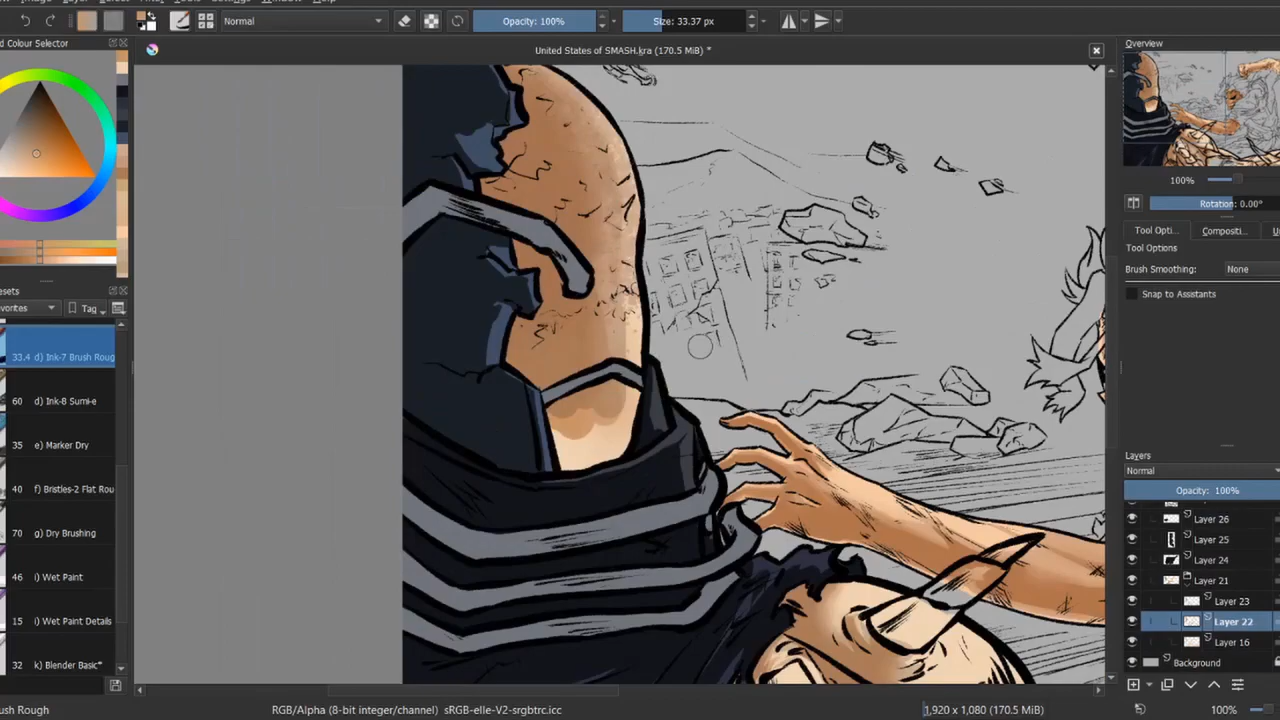 Normal
Opacity: 100%
Size: 33.37 px
d Colour Selector
United States of SMASH.kra (170.5 MiB) *
Overview
180%
Rotation: 0.00°
Tool Opti...
Compositi...
Tool Options
Brush Smoothing:
None
Snap to Assistants
esets
avorites
Tag
33.4 d) Ink-7 Brush Roug
60 d) Ink-8 Sumi-e
35 e) Marker Dry
40 f) Bristles-2 Flat Rou
70 g) Dry Brushing
46 i) Wet Paint
15 i) Wet Paint Details
32 k) Blender Basic*
Layers
Normal
Opacity: 100%
Layer 26
Layer 25
Layer 24
Layer 21
Layer 23
Layer 22
Layer 16
Background
ush Rough
RGB/Alpha (8-bit integer/channel) sRGB-elle-V2-srgbtrc.icc
1,920 x 1,080 (170.5 MiB)
100%